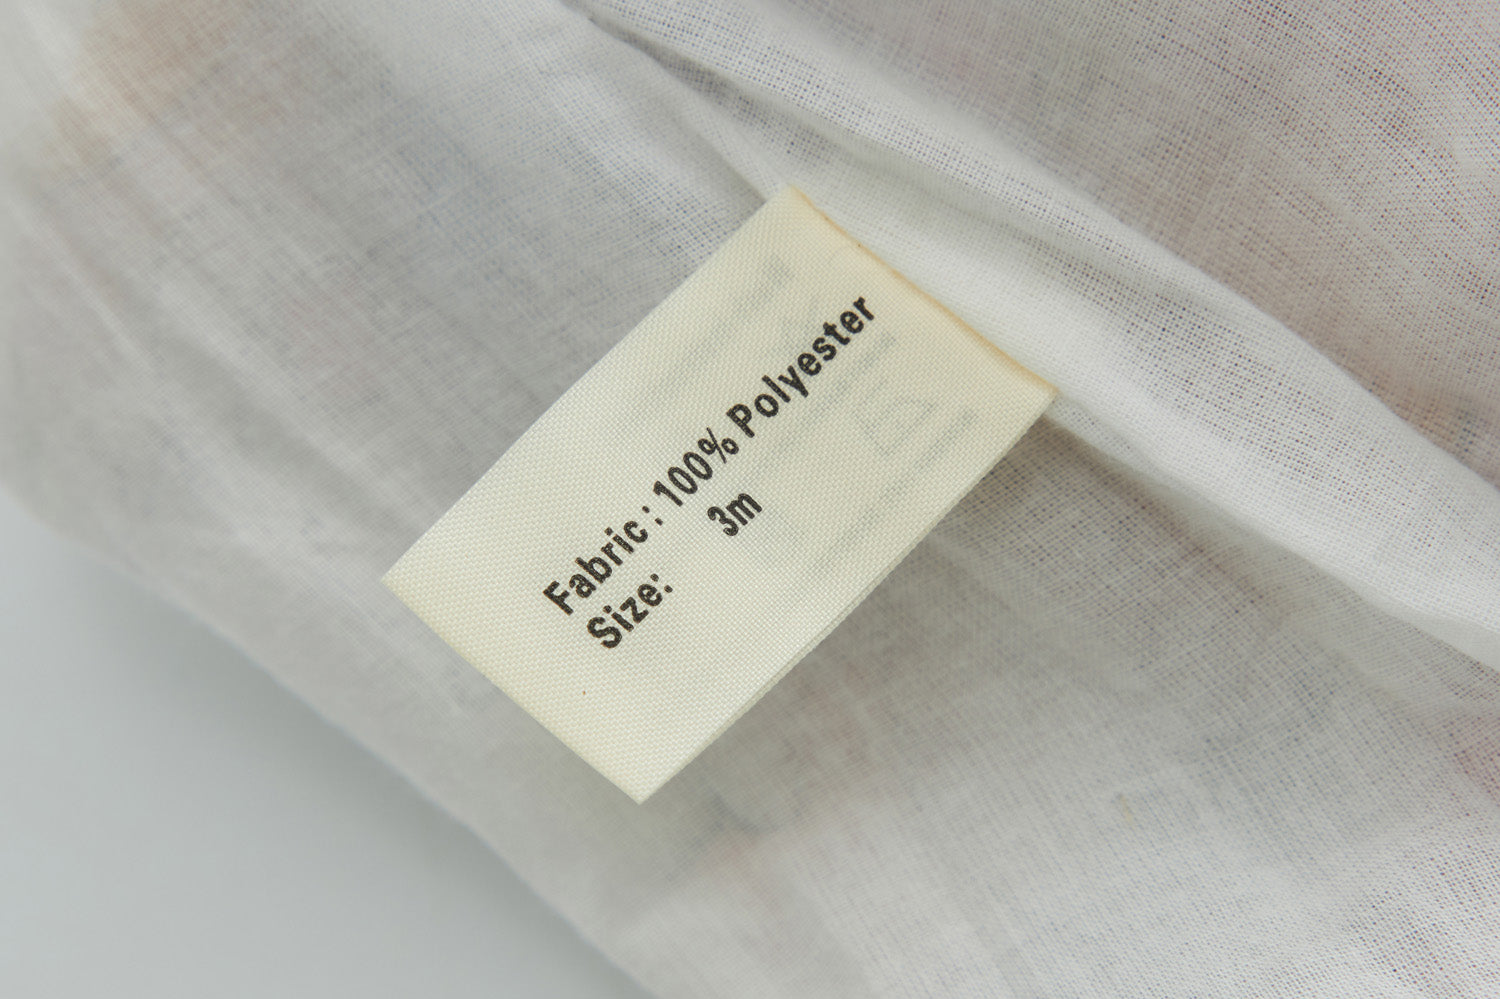 Fabric : 100% Polyester
Size: 3m